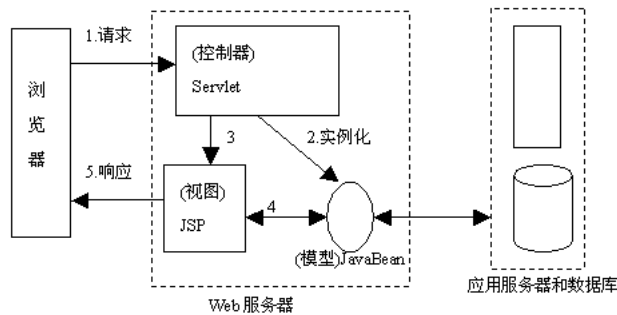 1.请求
(控制器)
Servlet
浏
览
器
3
2.实例化
5.响应
(视图)
JSP
4
(模型)JavaBean
应用服务器和数据库
Web服务器